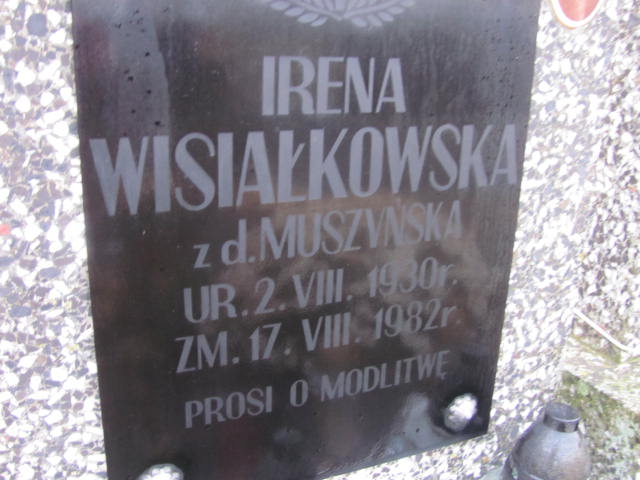 IRENA
WISIAŁKOWSKA
z d. MUSZYŃSKA
UR. 2. VIII. 1930r.
ZM. 17. VIII. 1982r.
PROSI O MODLITWĘ